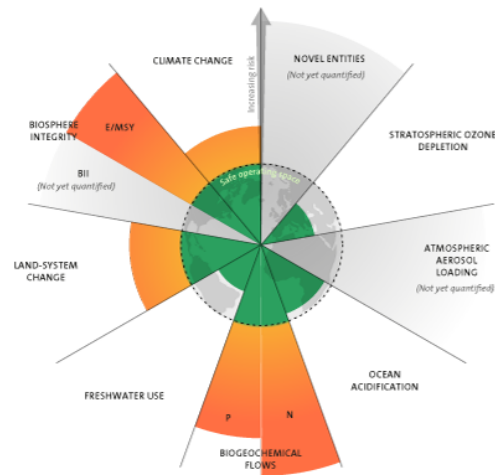 CLIMATE CHANGE
Increasing risk
NOVEL ENTITIES
(Not yet quantified)
BIOSPHERE
INTEGRITY
E/MSY
STRATOSPHERIC OZONE
DEPLETION
BII
(Not yet quantified)
Safe operating space
LAND-SYSTEM
CHANGE
ATMOSPHERIC
AEROSOL
LOADING
(Not yet quantified)
FRESHWATER USE
OCEAN
ACIDIFICATION
P
N
BIOGEOCHEMICAL
FLOWS